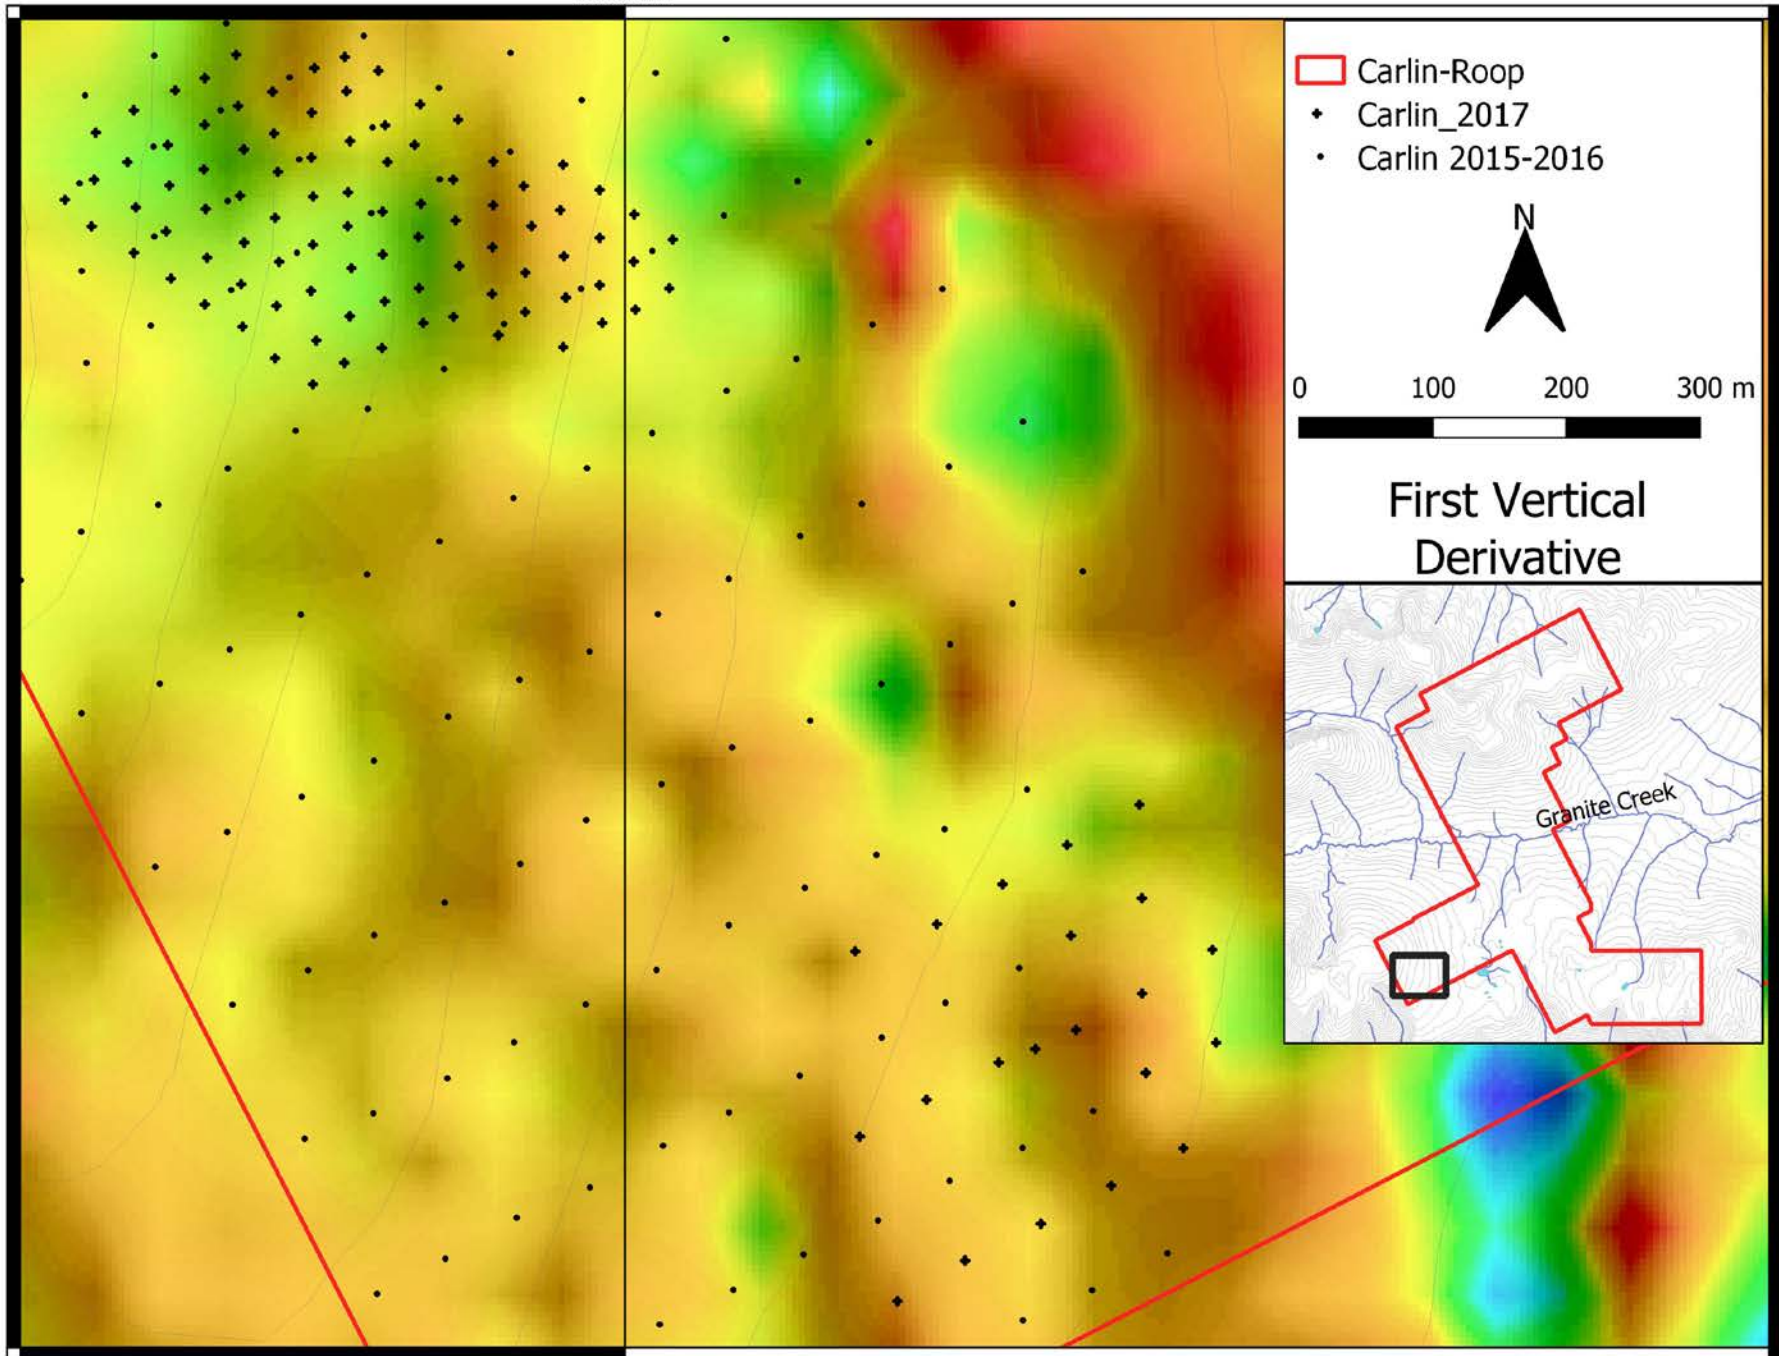 Carlin-Roop
Carlin_2017
Carlin 2015-2016
N
0 100 200 300 m
First Vertical
Derivative
Granite Creek